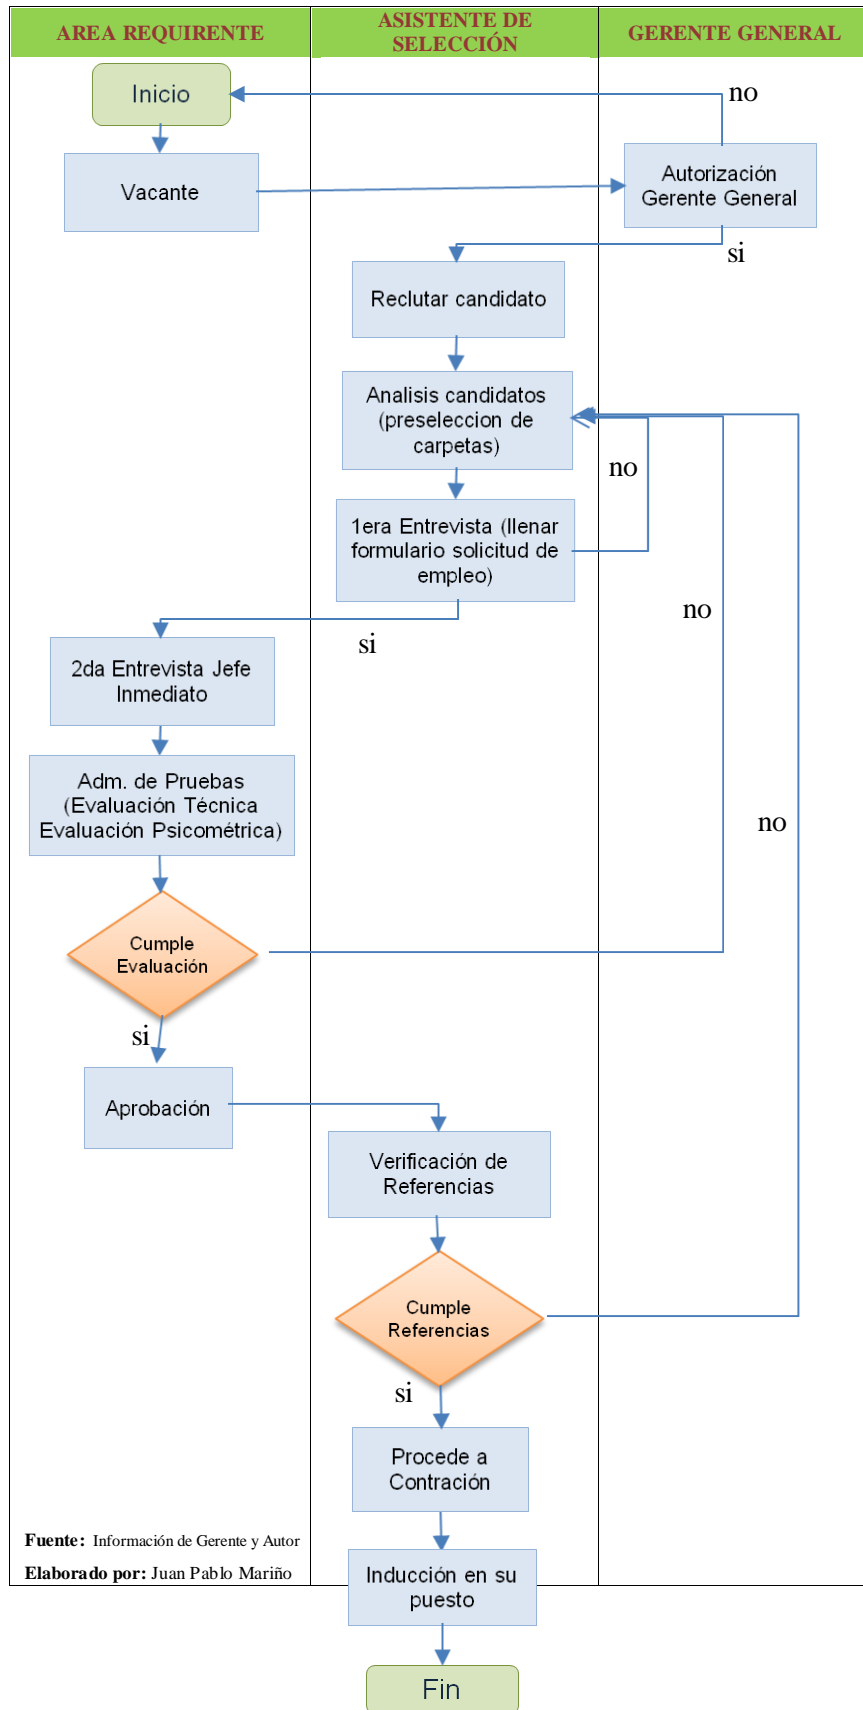 AREA REQUIRENTE
ASISTENTE DE
SELECCIÓN
GERENTE GENERAL
Inicio
no
Vacante
Autorización
Gerente General
si
Reclutar candidato
Analisis candidatos
(preseleccion de
carpetas)
no
1era Entrevista (llenar
formulario solicitud de
empleo)
no
si
2da Entrevista Jefe
Inmediato
Adm. de Pruebas
(Evaluación Técnica
Evaluación Psicométrica)
no
Cumple
Evaluación
si
Aprobación
Verificación de
Referencias
Cumple
Referencias
si
Procede a
Contración
Fuente: Información de Gerente y Autor
Elaborado por: Juan Pablo Mariño
Inducción en su
puesto
Fin